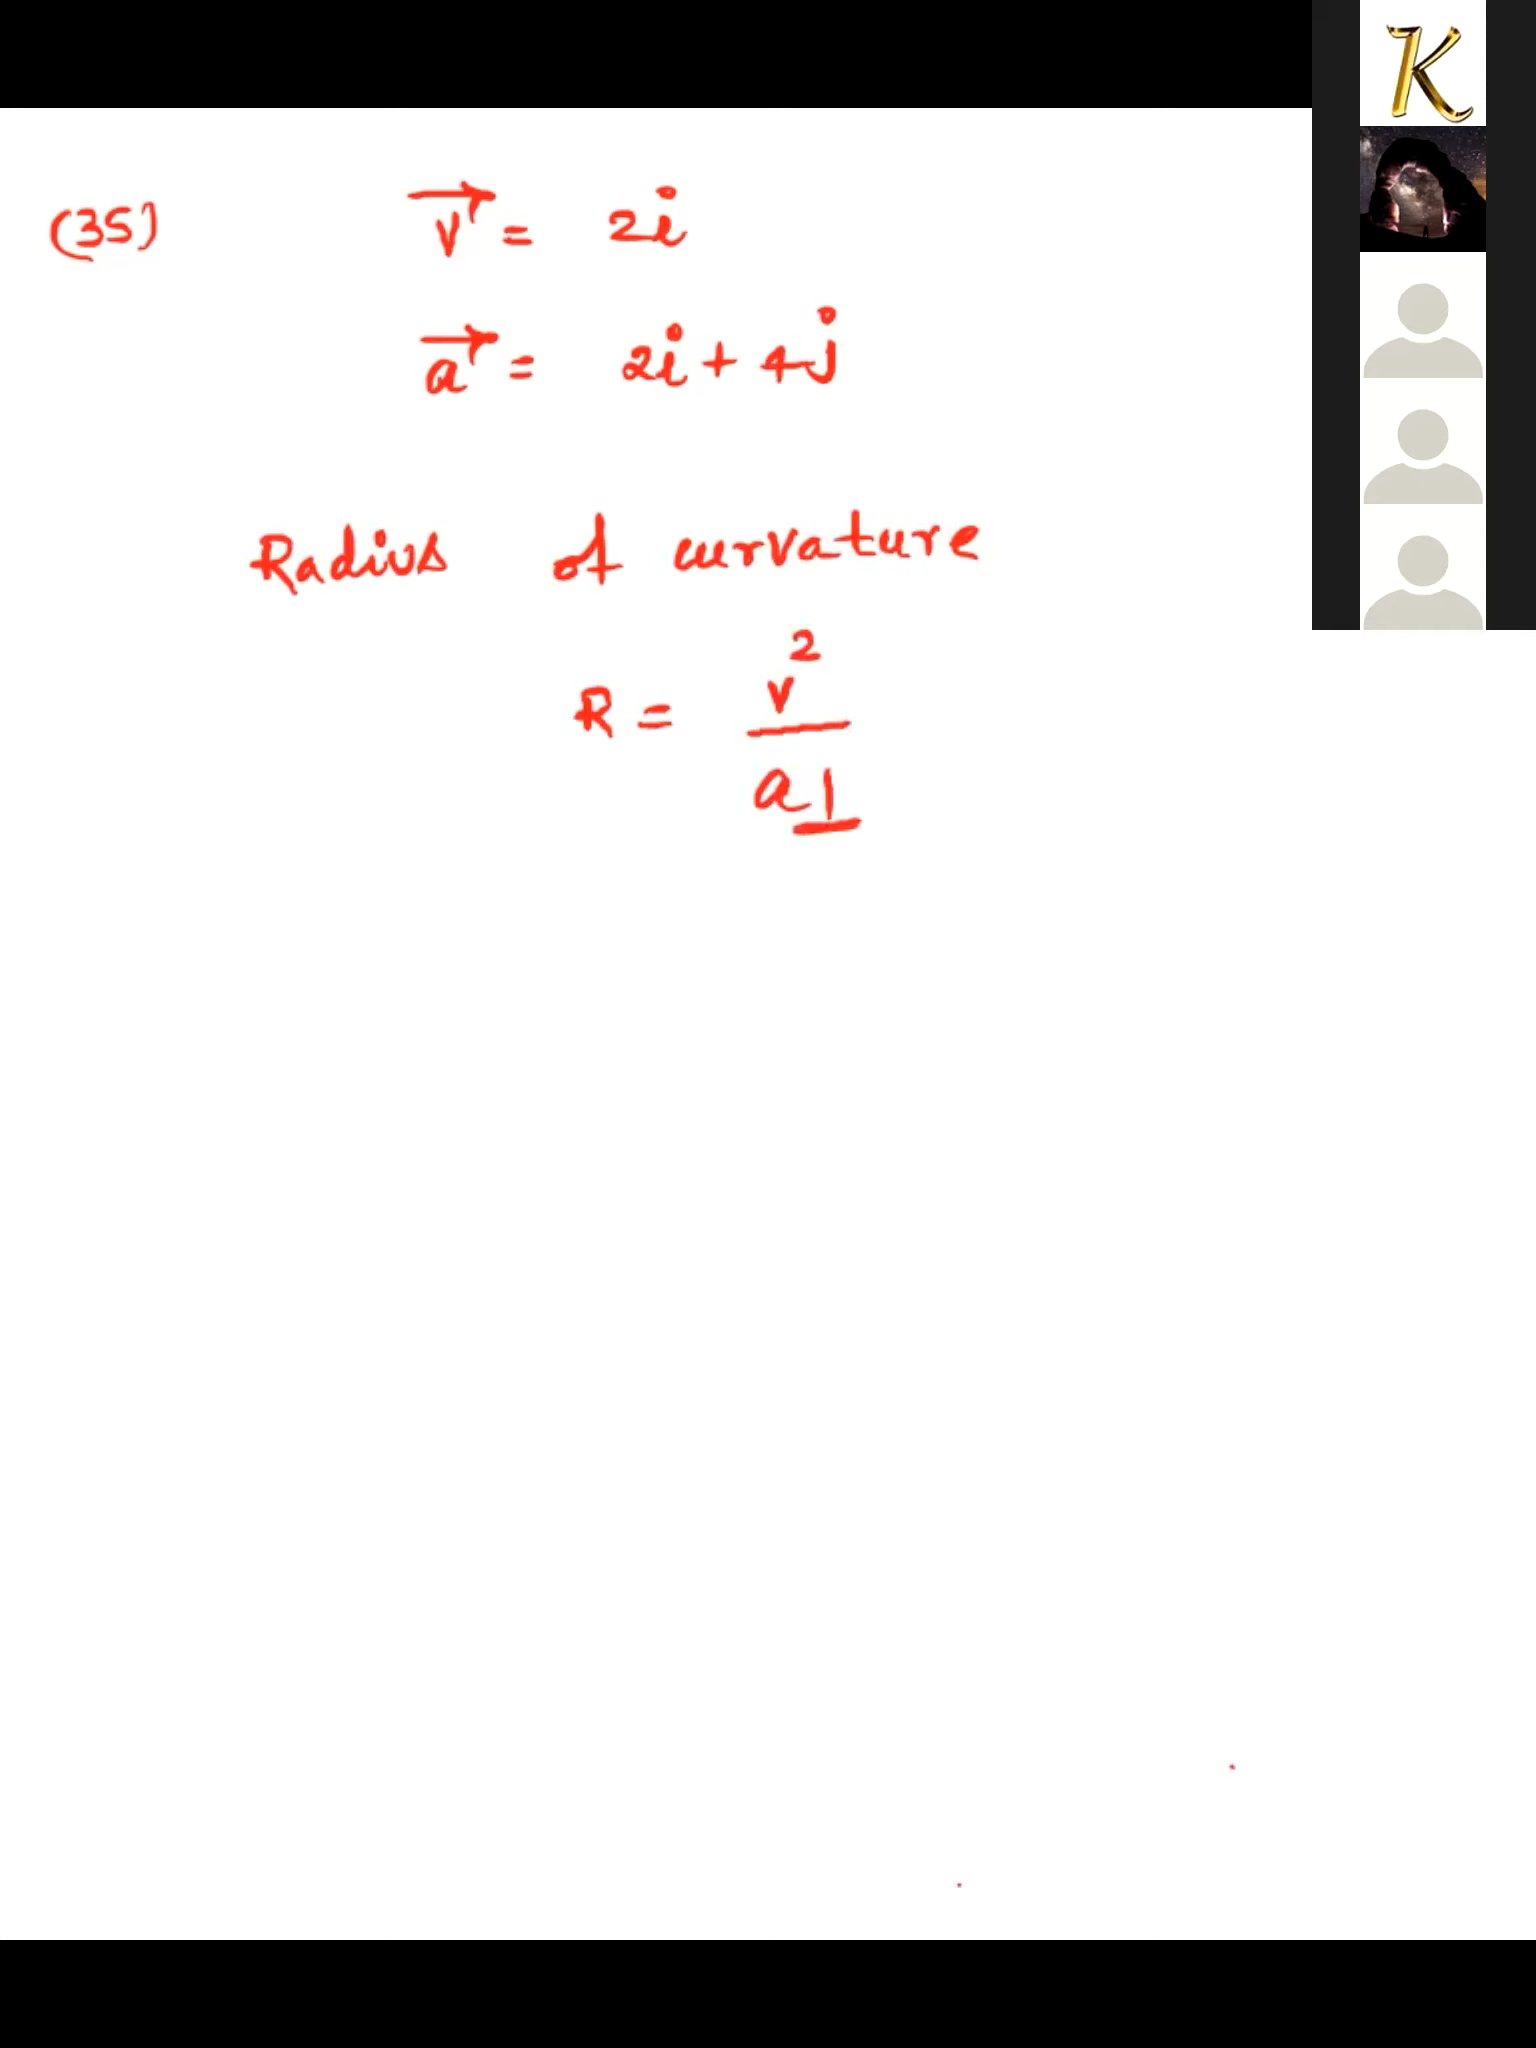 K
(35) v⃗ = 2i
a⃗ = 2i + 4j
Radius of curvature
R = v²/a⊥